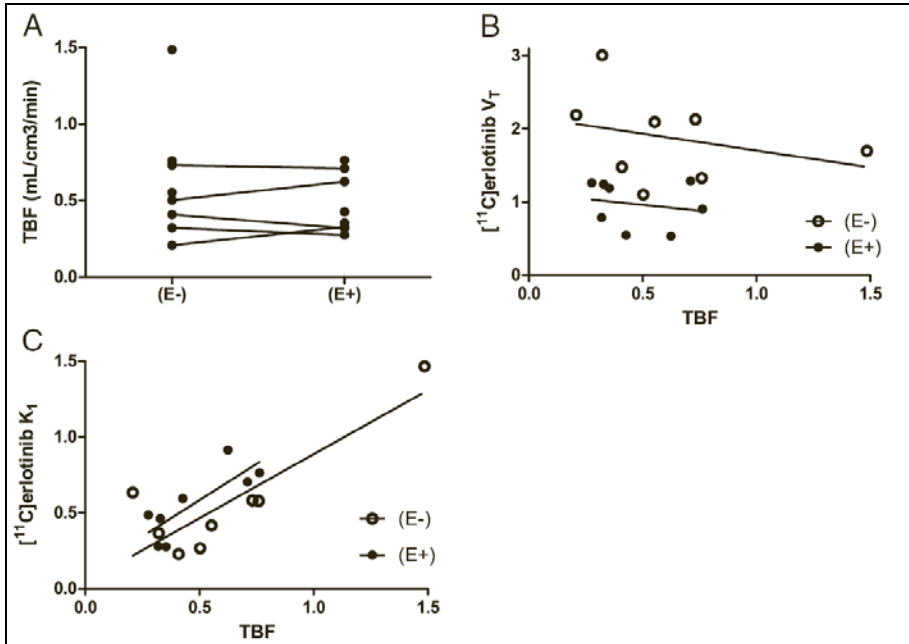 A
TBF (mL/cm3/min)
1.5
1.0
0.5
0.0
(E-)
(E+)
B
[¹¹C]erlotinib V_T
3
2
1
0
0.0
0.5
1.0
1.5
TBF
(E-)
(E+)
C
[¹¹C]erlotinib K₁
1.5
1.0
0.5
0.0
0.0
0.5
1.0
1.5
TBF
(E-)
(E+)